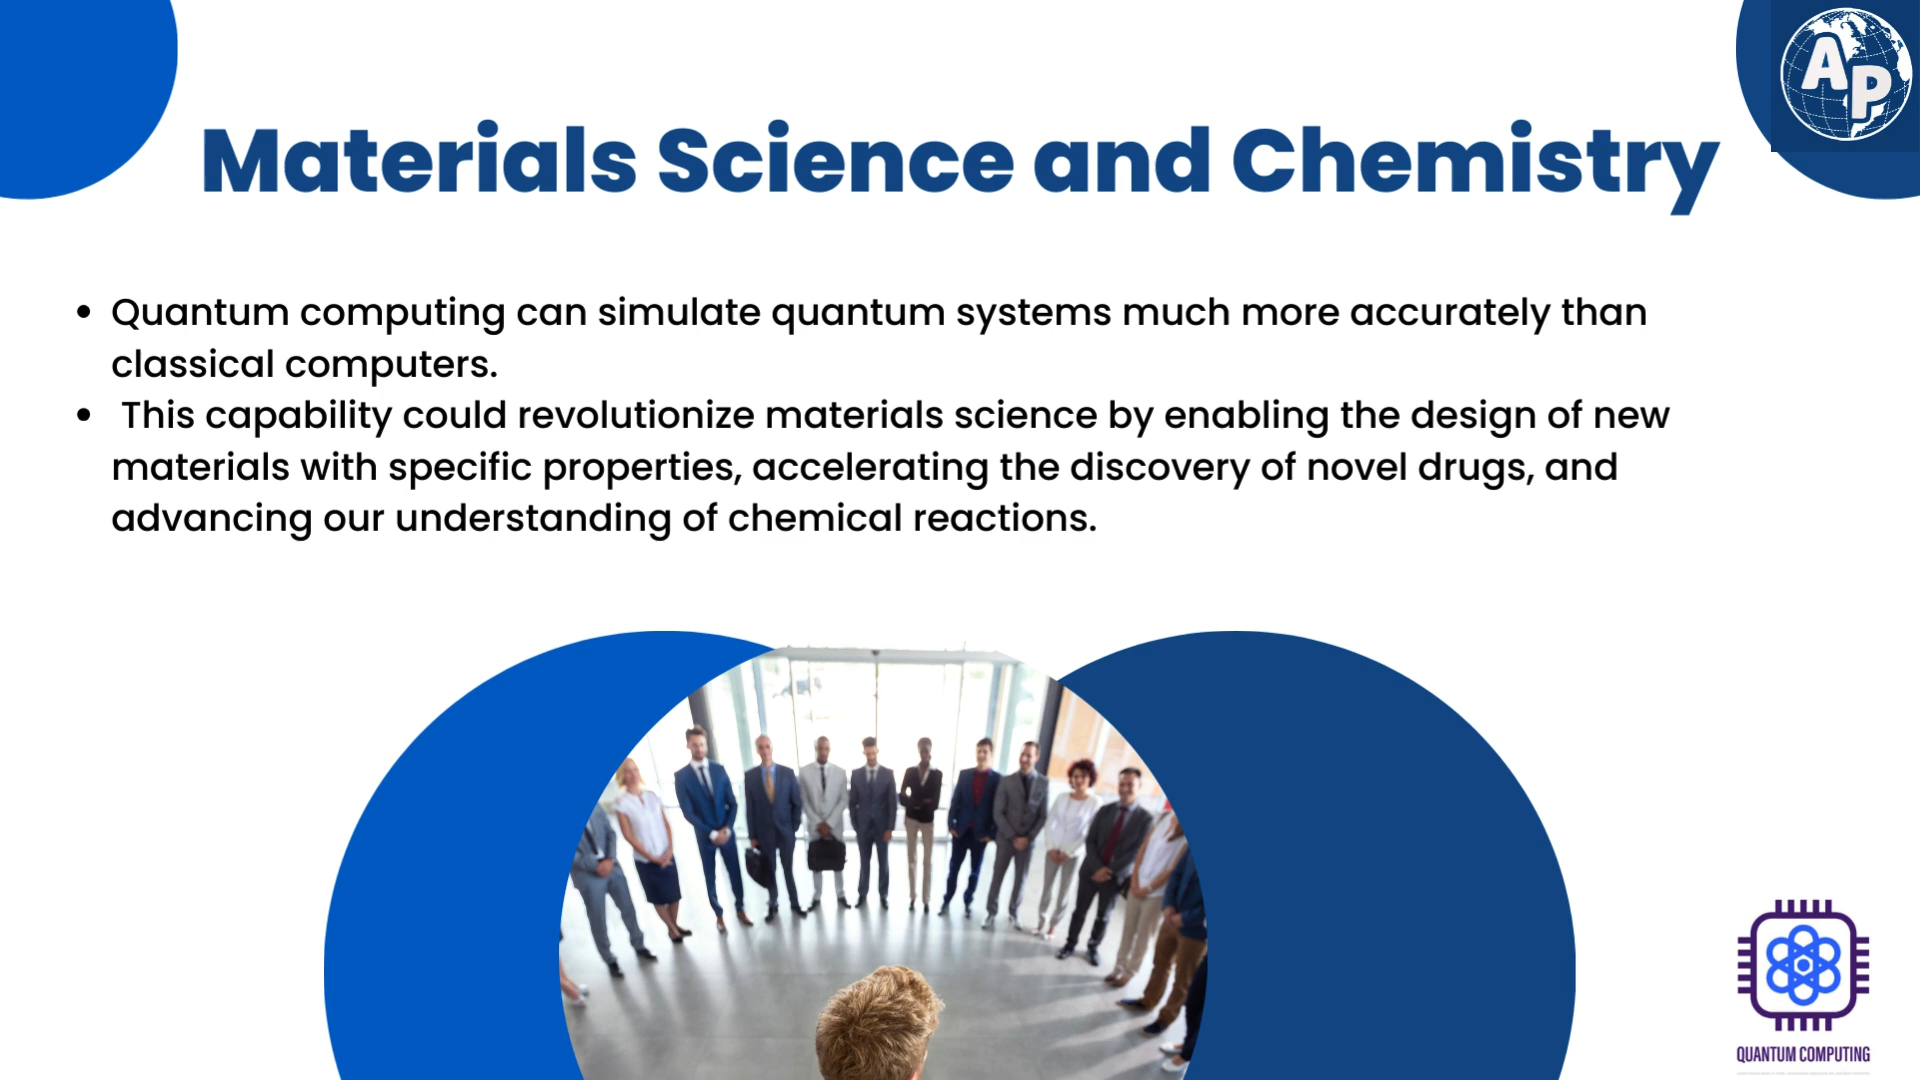 AP
Materials Science and Chemistry
• Quantum computing can simulate quantum systems much more accurately than
classical computers.
• This capability could revolutionize materials science by enabling the design of new
materials with specific properties, accelerating the discovery of novel drugs, and
advancing our understanding of chemical reactions.
QUANTUM COMPUTING